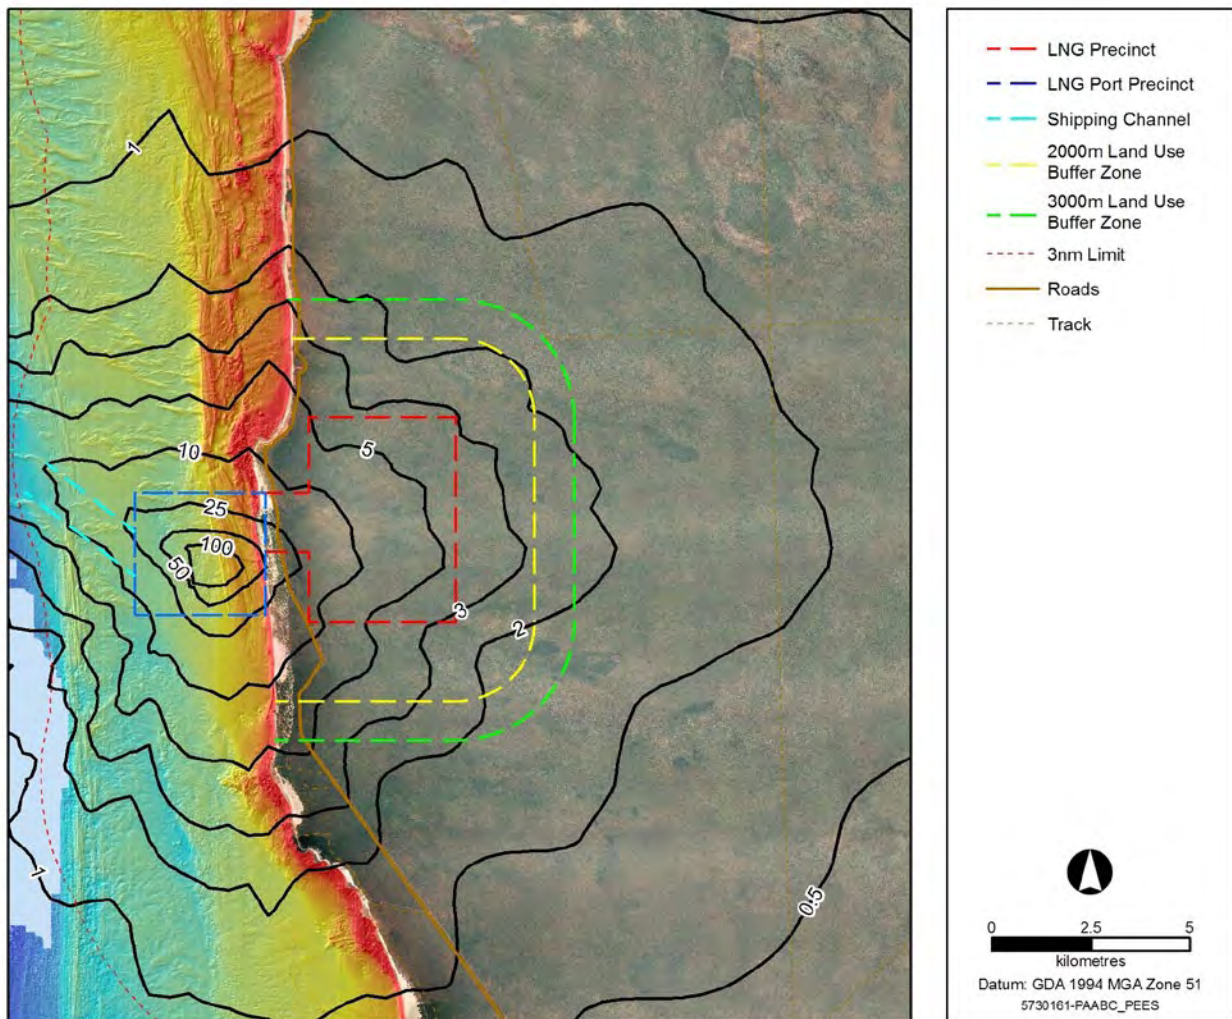 1
10
5
25
100
50
3
2
1
0.5
LNG Precinct
LNG Port Precinct
Shipping Channel
2000m Land Use
Buffer Zone
3000m Land Use
Buffer Zone
3nm Limit
Roads
Track
0 2.5 5
kilometres
Datum: GDA 1994 MGA Zone 51
5730161-PAABC_PEES